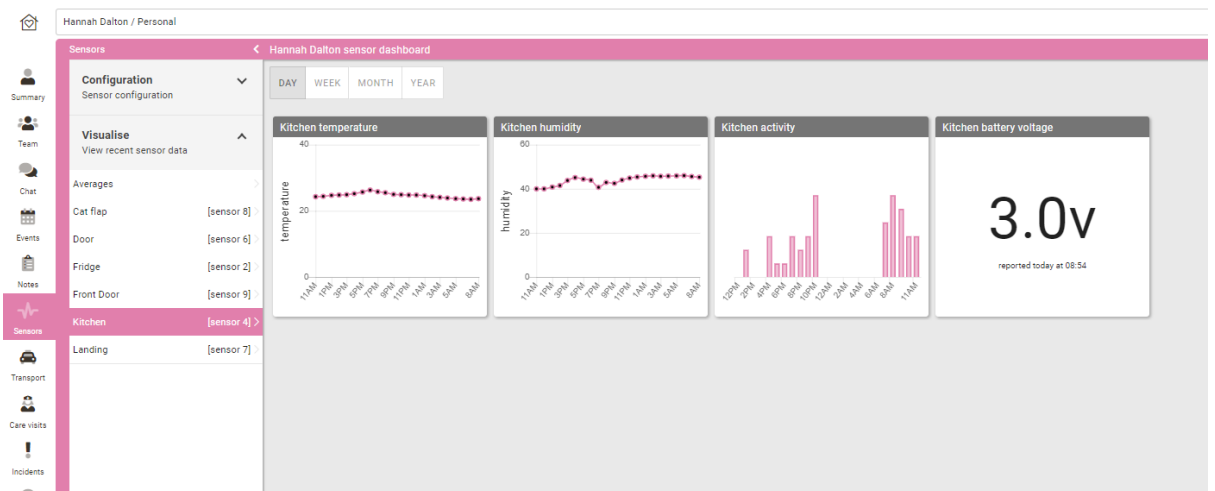 Hannah Dalton / Personal
Sensors
Hannah Dalton sensor dashboard
Summary
Team
Chat
Events
Notes
Sensors
Transport
Care visits
Incidents
Configuration
Sensor configuration
Visualise
View recent sensor data
Averages
Cat flap [sensor 8]
Door [sensor 6]
Fridge [sensor 2]
Front Door [sensor 9]
Kitchen [sensor 4]
Landing [sensor 7]
DAY WEEK MONTH YEAR
Kitchen temperature
temperature
40
20
0
11AM 1PM 3PM 5PM 7PM 9PM 11PM 1AM 3AM 5AM 8AM
Kitchen humidity
humidity
60
40
20
0
11AM 1PM 3PM 5PM 7PM 9PM 11PM 1AM 3AM 5AM 8AM
Kitchen activity
12PM 2PM 4PM 6PM 8PM 10PM 12AM 2AM 4AM 6AM 8AM 11AM
Kitchen battery voltage
3.0v
reported today at 08:54